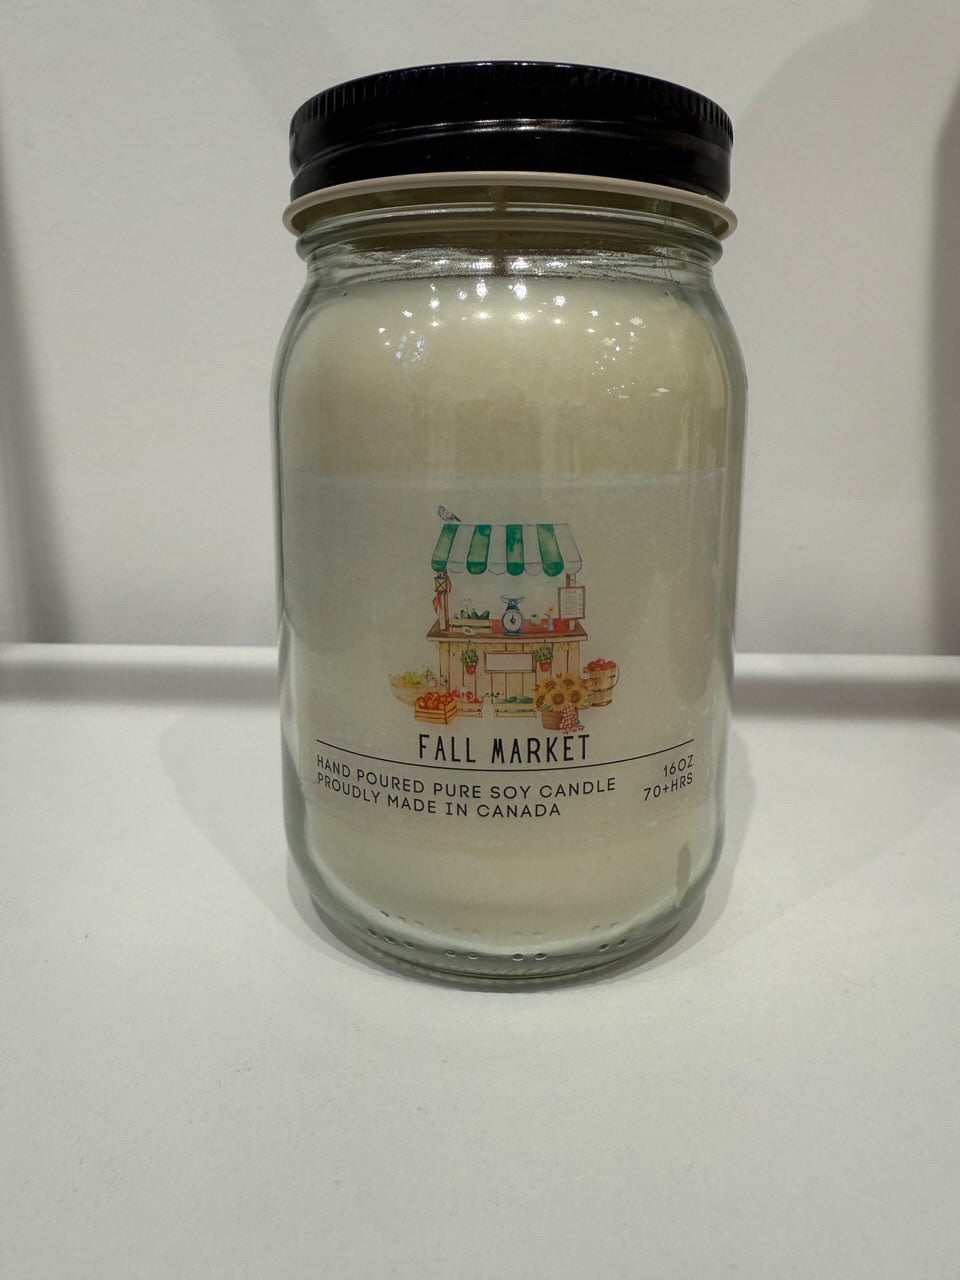 FALL MARKET
HAND POURED PURE SOY CANDLE
PROUDLY MADE IN CANADA
16OZ
70+HRS